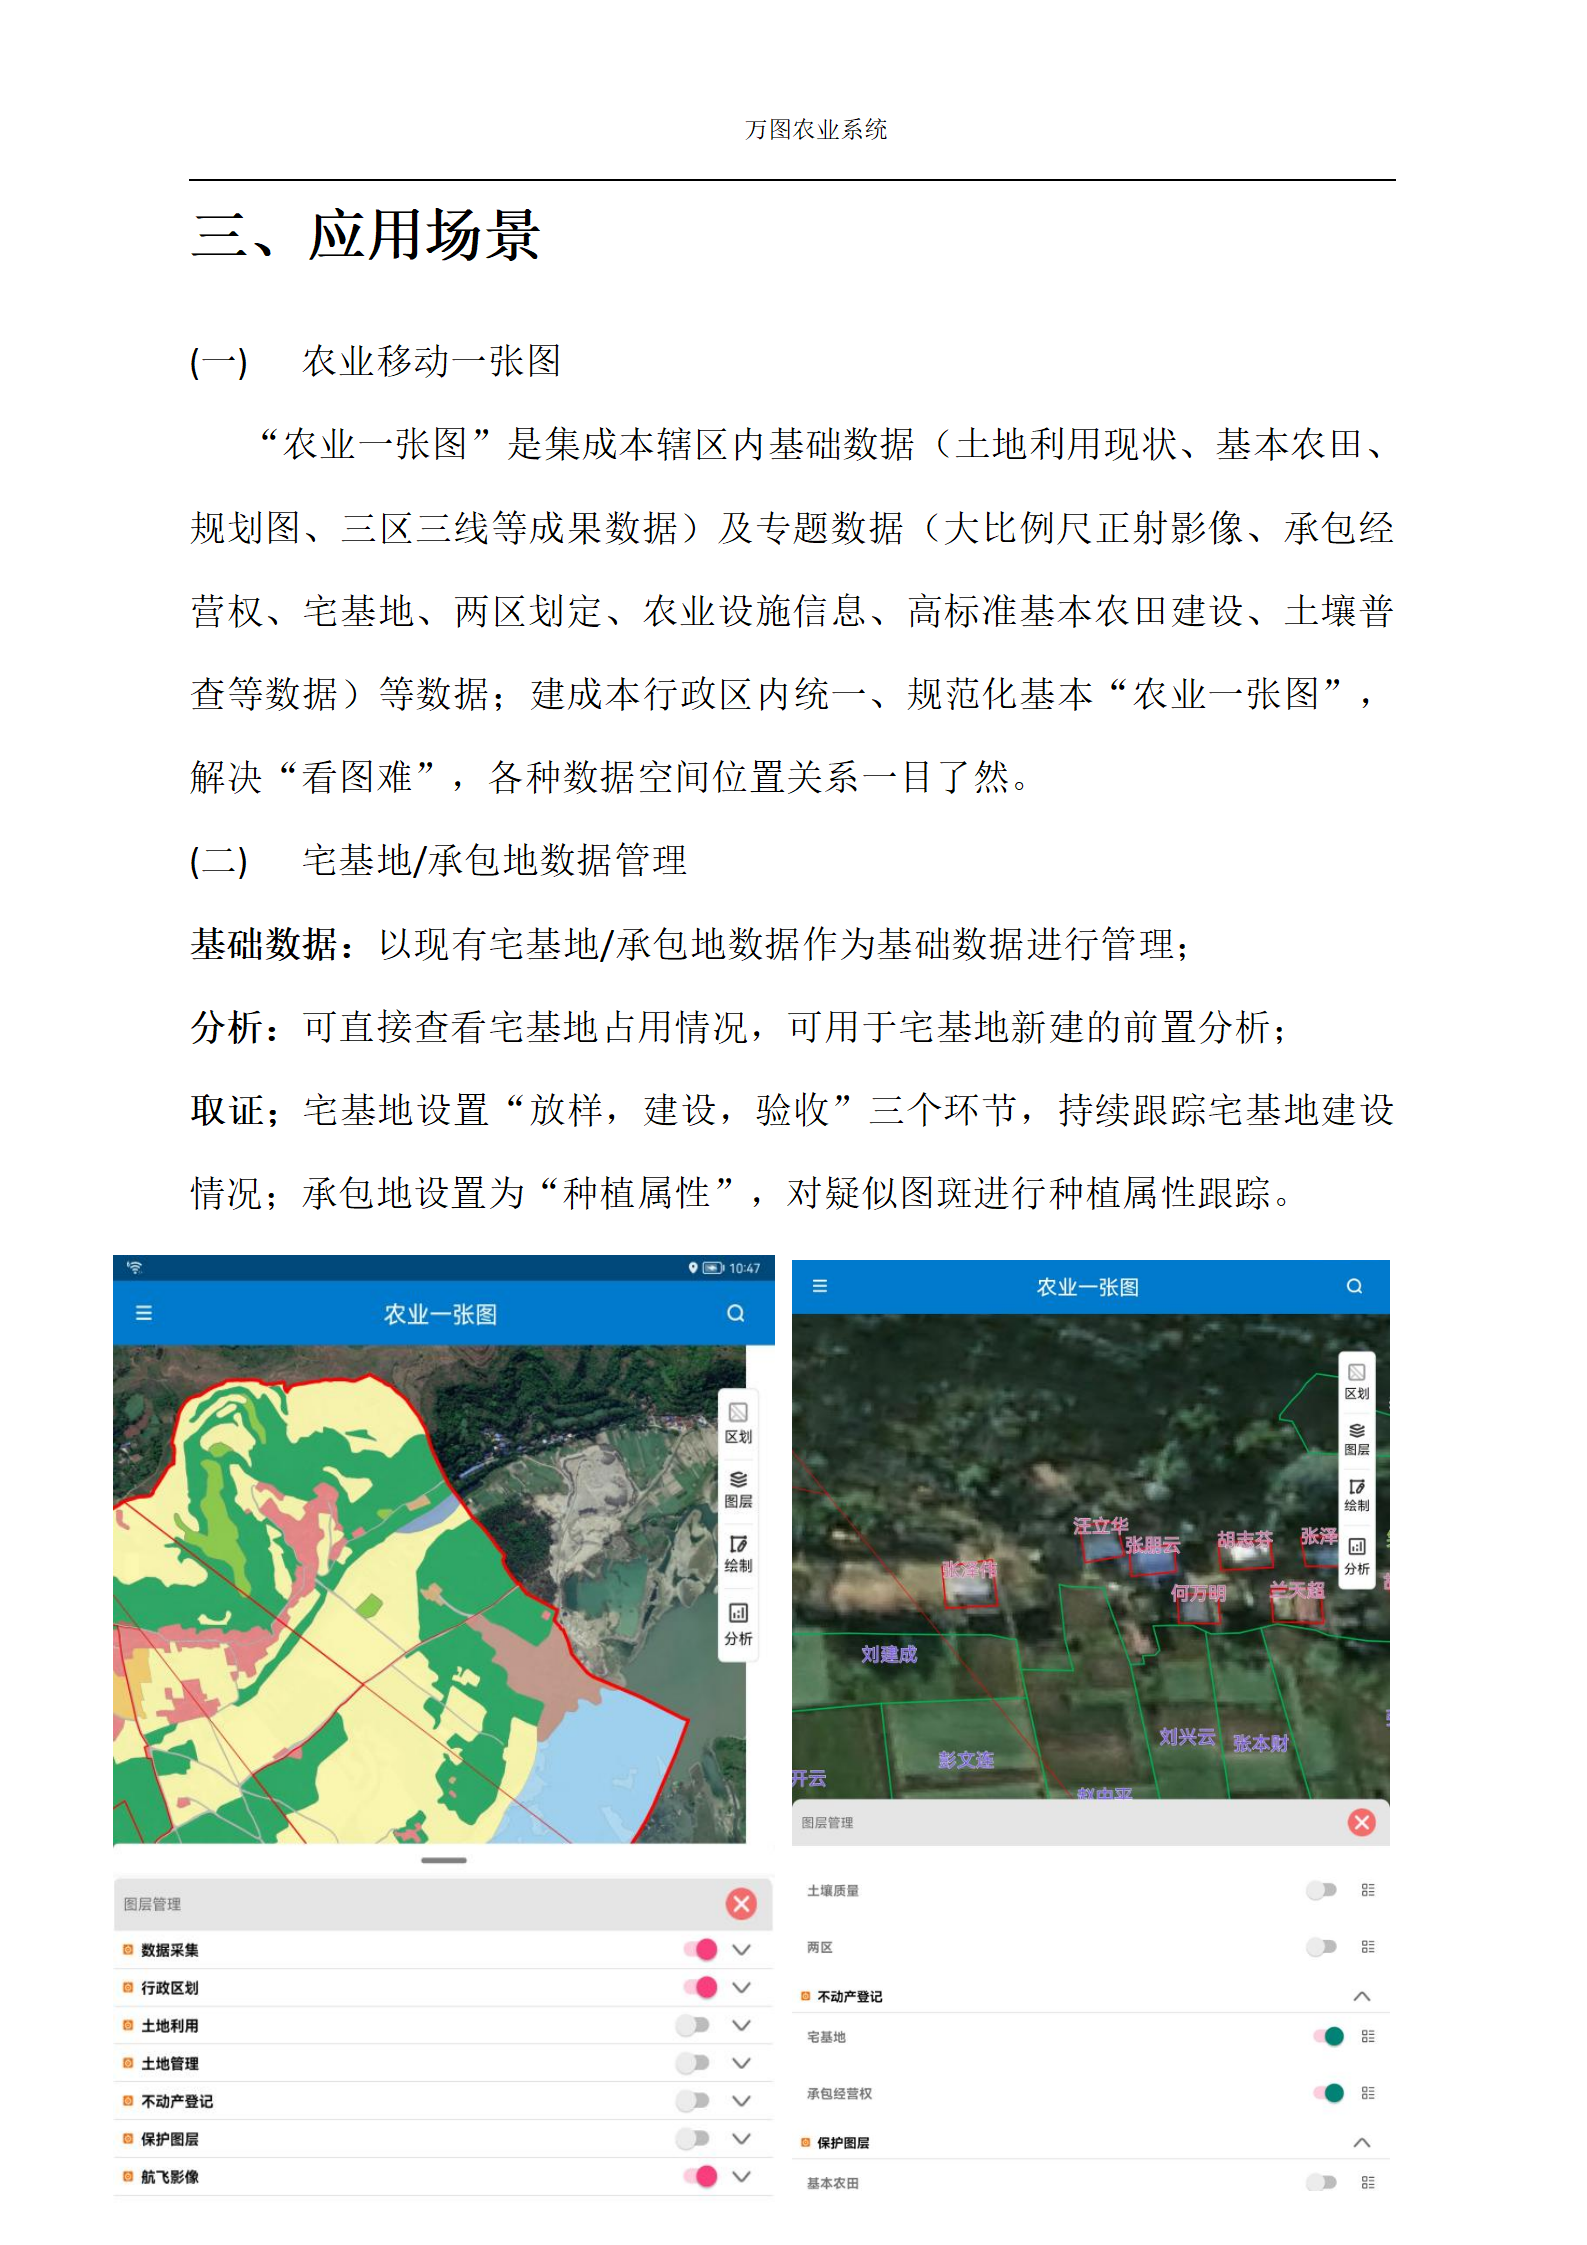 万图农业系统
三、应用场景
(一) 农业移动一张图
“农业一张图”是集成本辖区内基础数据（土地利用现状、基本农田、
规划图、三区三线等成果数据）及专题数据（大比例尺正射影像、承包经
营权、宅基地、两区划定、农业设施信息、高标准基本农田建设、土壤普
查等数据）等数据；建成本行政区内统一、规范化基本“农业一张图”，
解决“看图难”，各种数据空间位置关系一目了然。
(二) 宅基地/承包地数据管理
基础数据：以现有宅基地/承包地数据作为基础数据进行管理；
分析：可直接查看宅基地占用情况，可用于宅基地新建的前置分析；
取证；宅基地设置“放样，建设，验收”三个环节，持续跟踪宅基地建设
情况；承包地设置为“种植属性”，对疑似图斑进行种植属性跟踪。
10:47
农业一张图
区划
图层
绘制
分析
图层管理
数据采集
行政区划
土地利用
土地管理
不动产登记
保护图层
航飞影像
农业一张图
区划
图层
绘制
分析
汪立华
张朋云
胡志芬
张泽
张泽伟
何万明
兰天超
刘建成
刘兴云
张本财
彭文莲
开云
图层管理
土壤质量
两区
不动产登记
宅基地
承包经营权
保护图层
基本农田